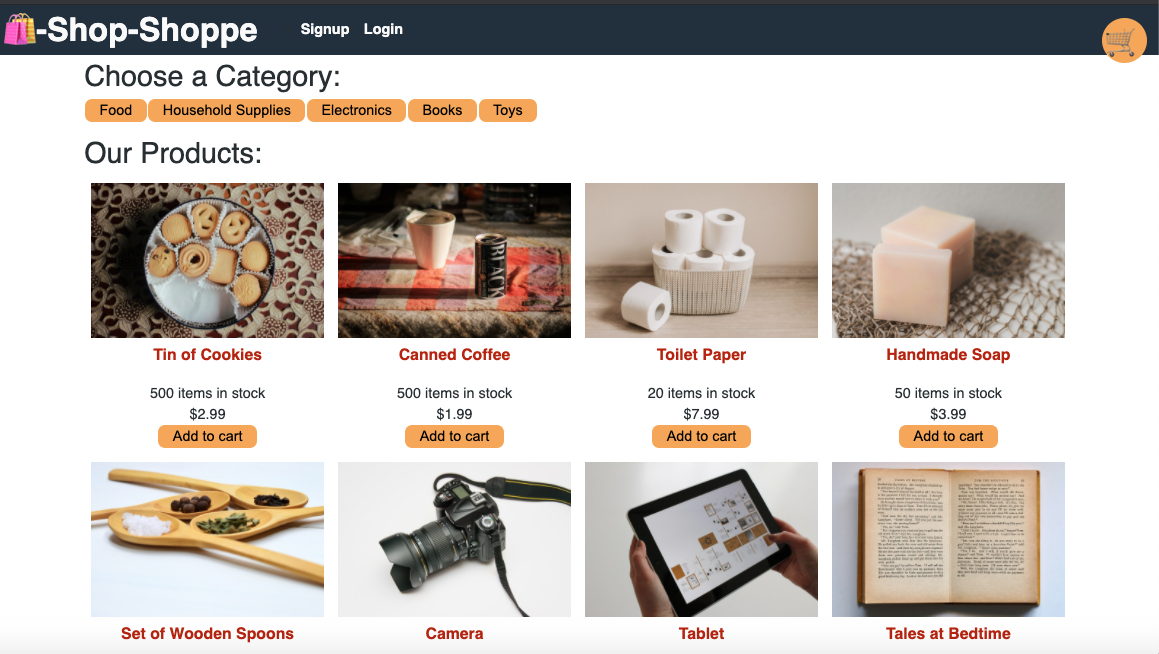 -Shop-Shoppe
Signup Login
Choose a Category:
Food Household Supplies Electronics Books Toys
Our Products:
BLACK
Tin of Cookies Canned Coffee Toilet Paper Handmade Soap
500 items in stock 500 items in stock 20 items in stock 50 items in stock
$2.99 $1.99 $7.99 $3.99
Add to cart Add to cart Add to cart Add to cart
Set of Wooden Spoons Camera Tablet Tales at Bedtime